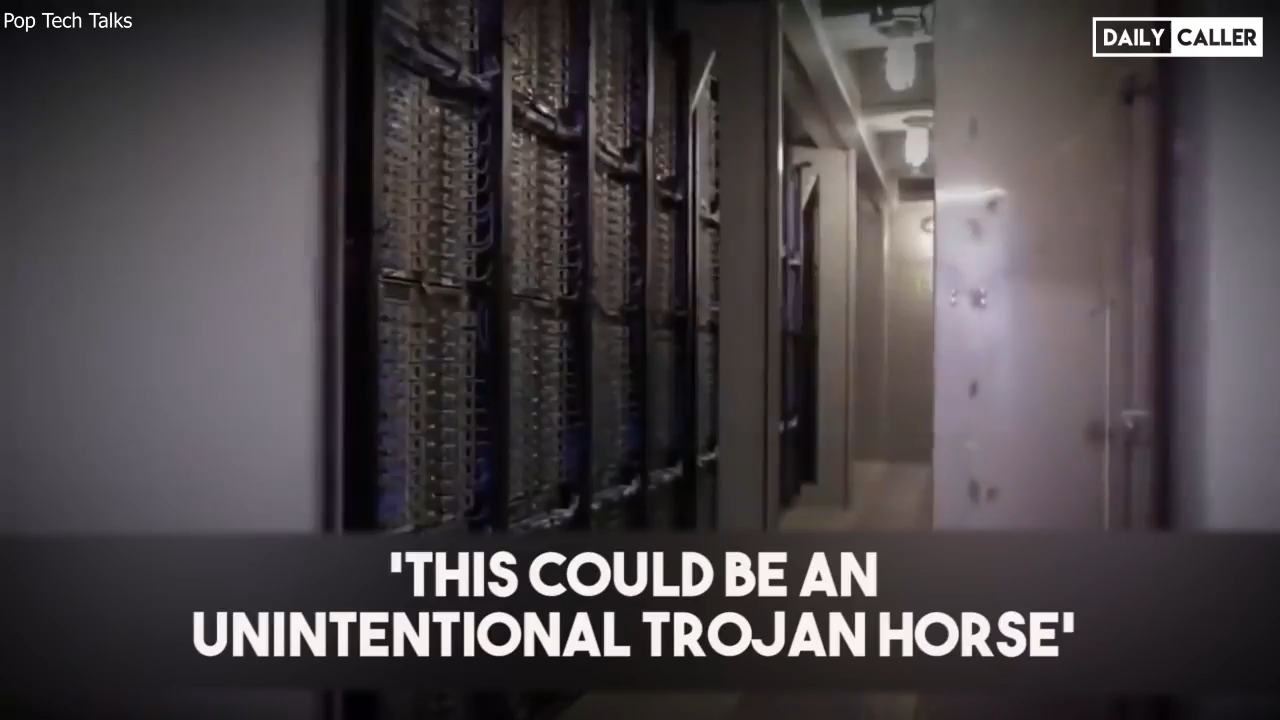 Pop Tech Talks
DAILY CALLER
'THIS COULD BE AN
UNINTENTIONAL TROJAN HORSE'